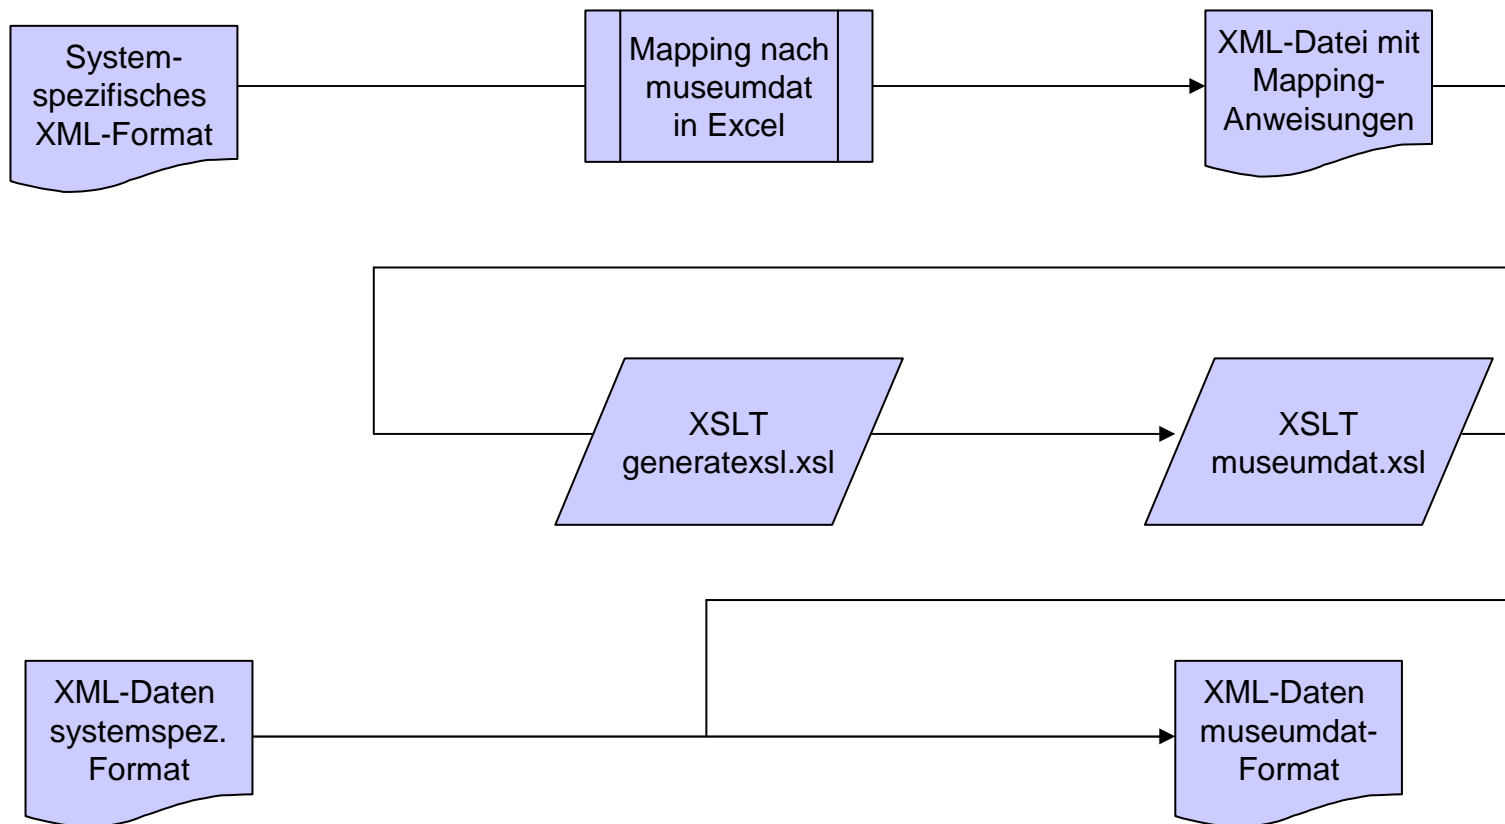 System-
spezifisches
XML-Format
Mapping nach
museumdat
in Excel
XML-Datei mit
Mapping-
Anweisungen
XSLT
generatexsl.xsl
XSLT
museumdat.xsl
XML-Daten
systemspez.
Format
XML-Daten
museumdat-
Format